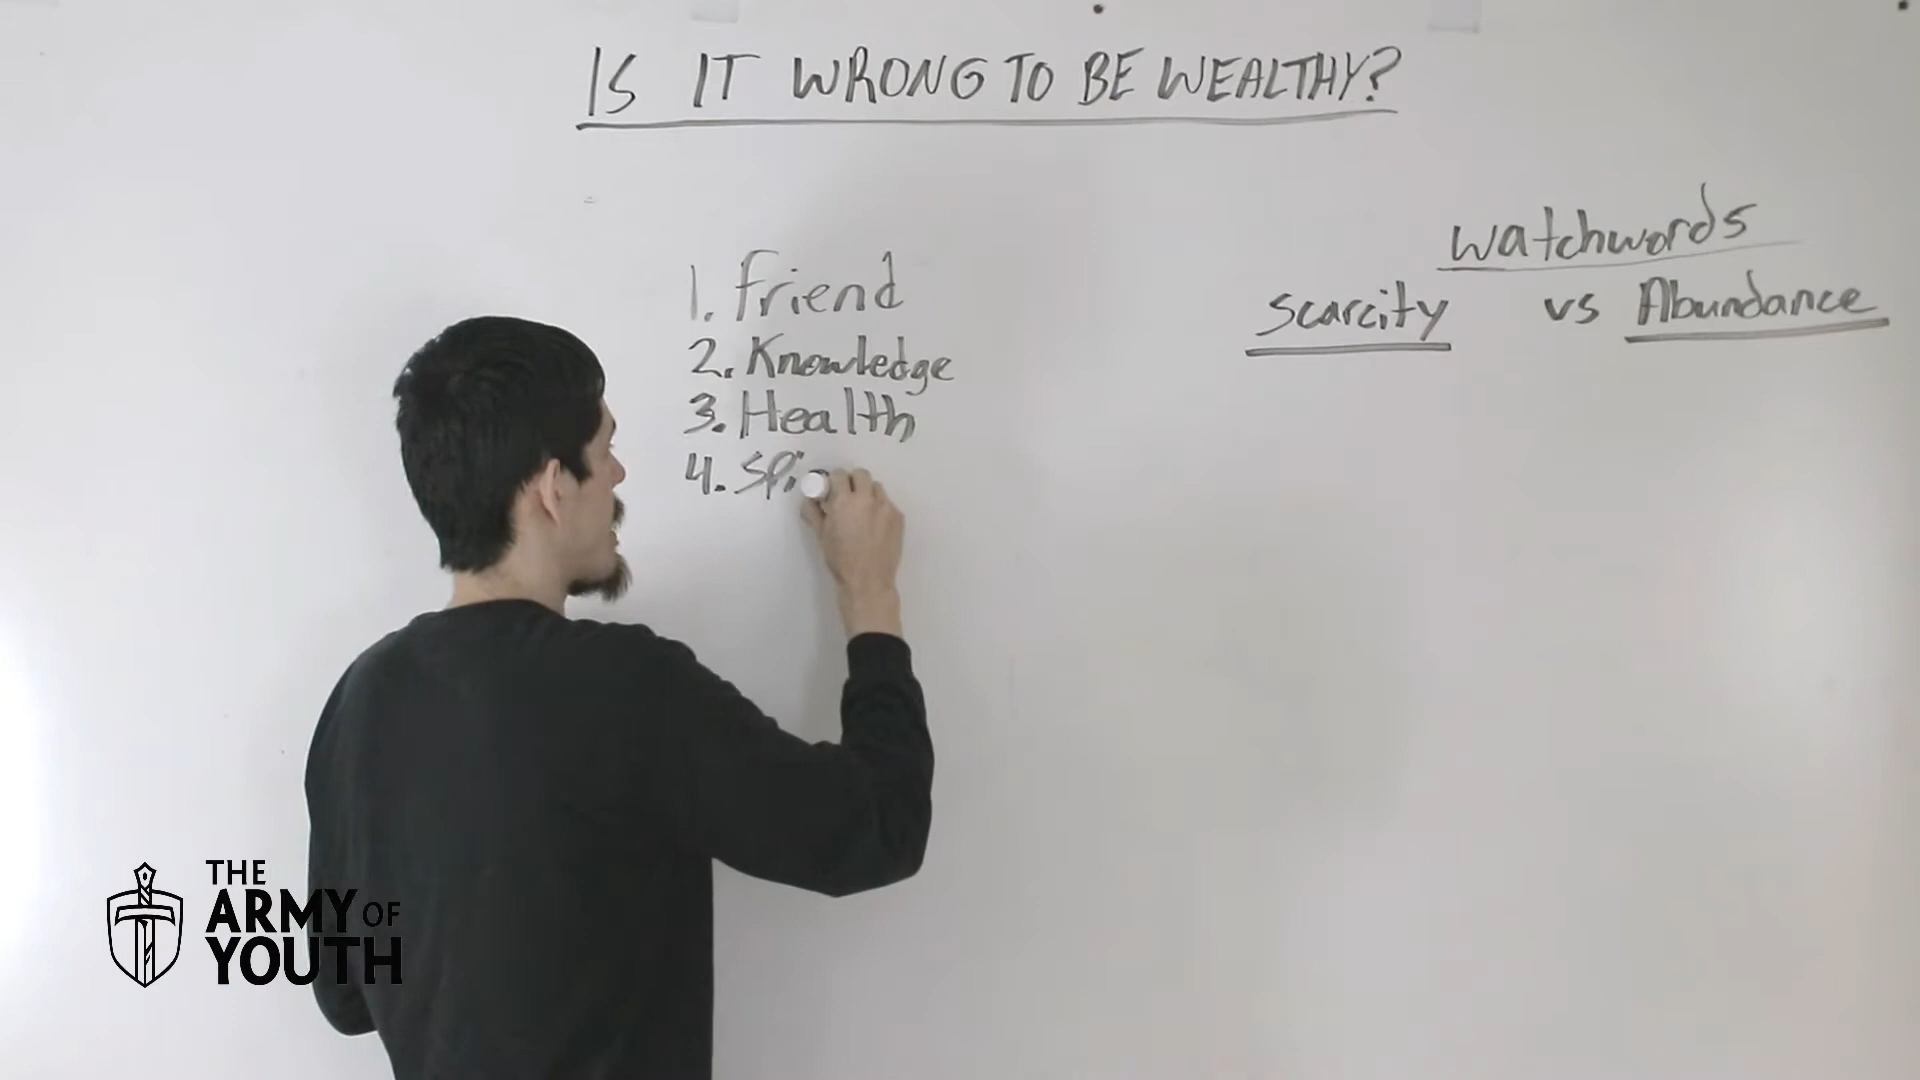 IS IT WRONG TO BE WEALTHY?
watchwords
scarcity vs Abundance
1. friend
2. Knowledge
3. Health
4. Spi
THE
ARMY OF
YOUTH